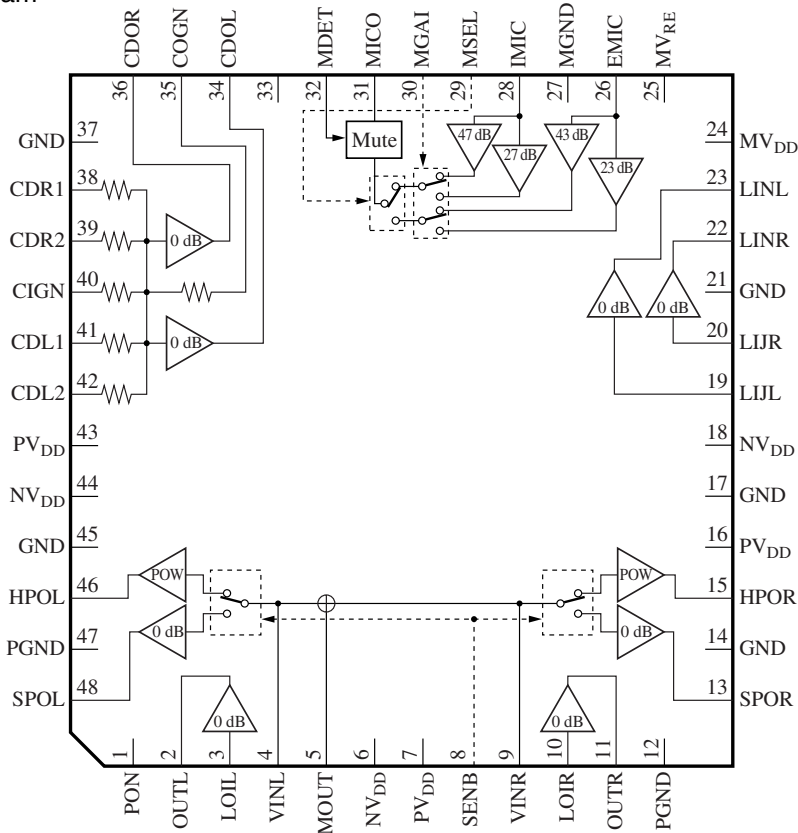 am
CDOR
COGN
CDOL
MDET
MICO
MGAI
MSEL
IMIC
MGND
EMIC
MVRE
36
35
34
33
32
31
30
29
28
27
26
25
GND 37
CDR1 38
CDR2 39
CIGN 40
CDL1 41
CDL2 42
PVDD 43
NVDD 44
GND 45
HPOL 46
PGND 47
SPOL 48
0 dB
0 dB
Mute
47 dB
27 dB
43 dB
23 dB
0 dB
0 dB
24 MVDD
23 LINL
22 LINR
21 GND
20 LIJR
19 LIJL
18 NVDD
17 GND
16 PVDD
15 HPOR
14 GND
13 SPOR
POW
0 dB
0 dB
POW
0 dB
0 dB
1
2
3
4
5
6
7
8
9
10
11
12
PON
OUTL
LOIL
VINL
MOUT
NVDD
PVDD
SENB
VINR
LOIR
OUTR
PGND